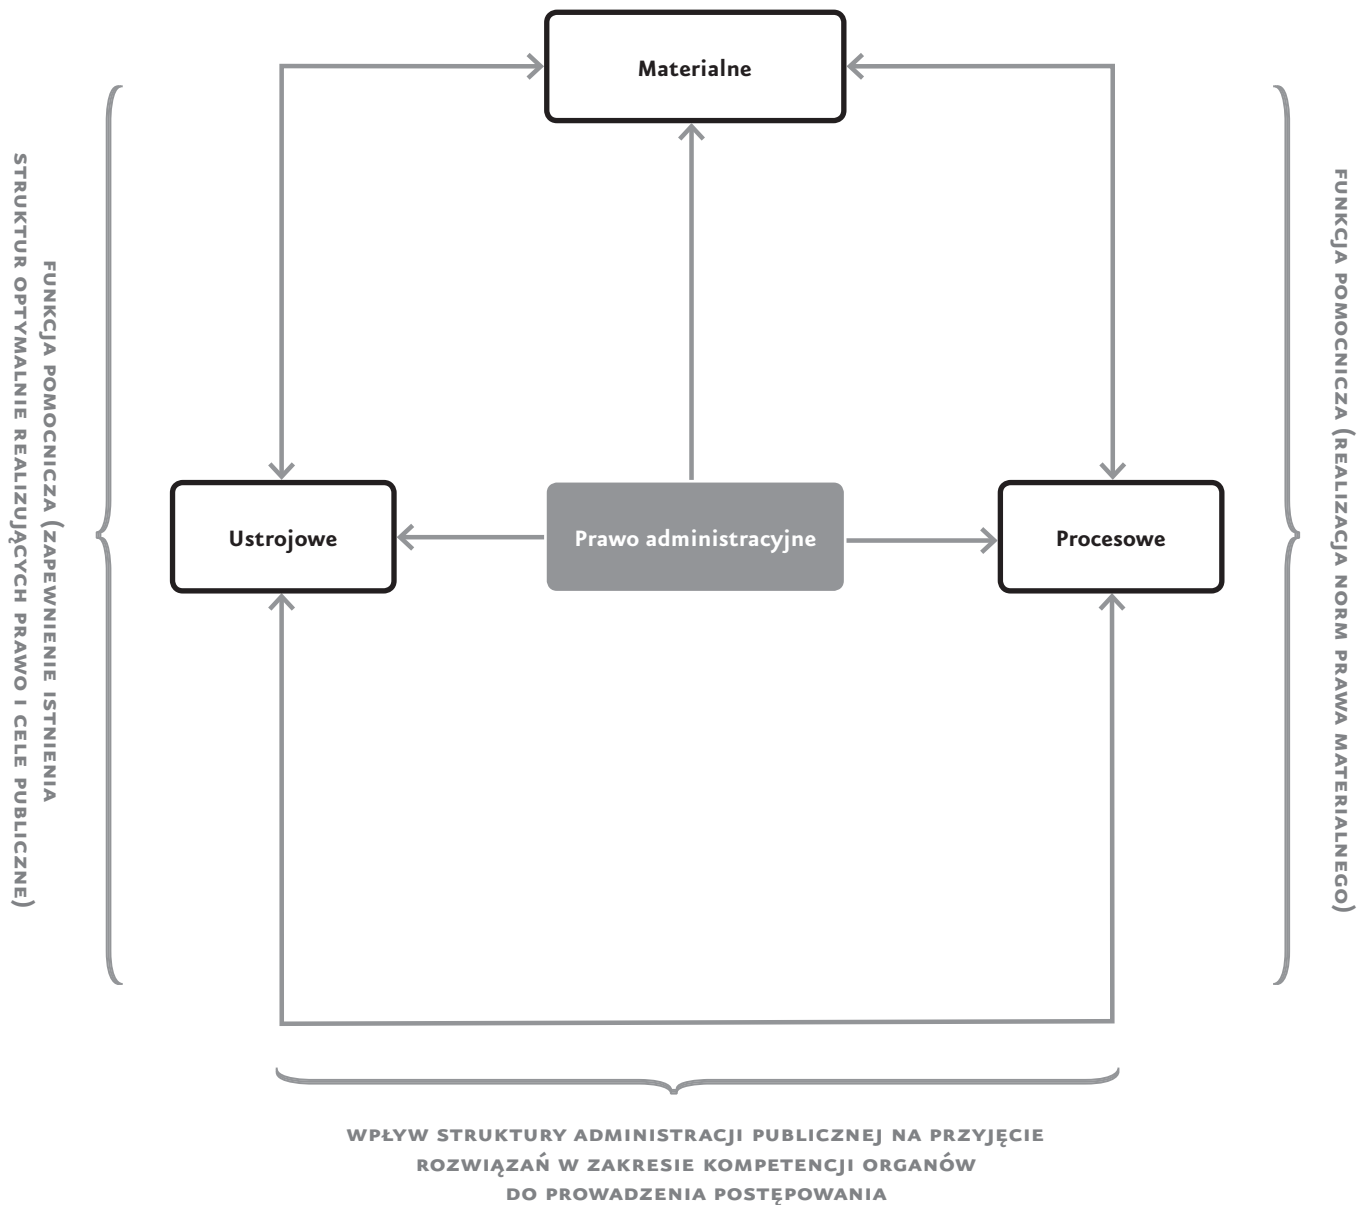 Materialne
FUNKCJA POMOCNICZA (ZAPEWNIENIE ISTNIENIA
STRUKTUR OPTYMALNIE REALIZUJĄCYCH PRAWO I CELE PUBLICZNE)
Ustrojowe
Prawo administracyjne
Procesowe
FUNKCJA POMOCNICZA (REALIZACJA NORM PRAWA MATERIALNEGO)
WPŁYW STRUKTURY ADMINISTRACJI PUBLICZNEJ NA PRZYJĘCIE
ROZWIĄZAŃ W ZAKRESIE KOMPETENCJI ORGANÓW
DO PROWADZENIA POSTĘPOWANIA